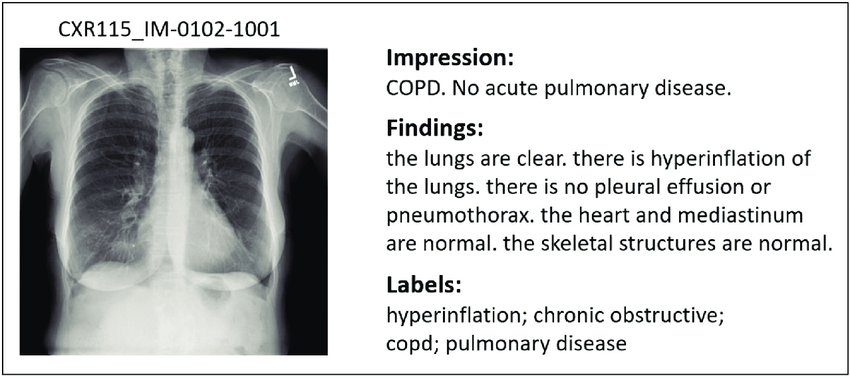 CXR115_IM-0102-1001
L
Impression:
COPD. No acute pulmonary disease.
Findings:
the lungs are clear. there is hyperinflation of
the lungs. there is no pleural effusion or
pneumothorax. the heart and mediastinum
are normal. the skeletal structures are normal.
Labels:
hyperinflation; chronic obstructive;
copd; pulmonary disease